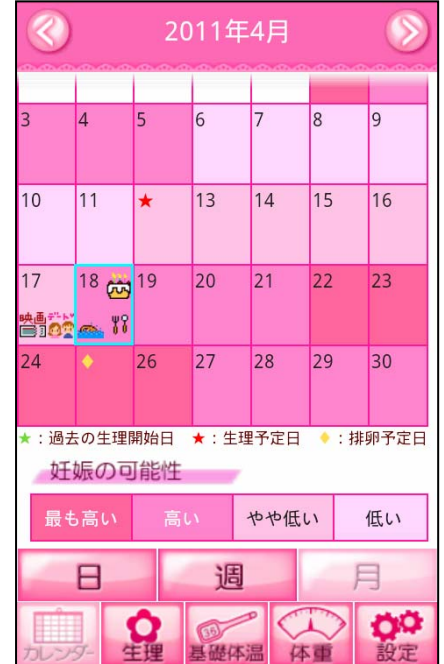 2011年4月
3 4 5 6 7 8 9
10 11 ★ 13 14 15 16
17 18 19 20 21 22 23
映画 デート
24 ♦ 26 27 28 29 30
★：過去の生理開始日 ★：生理予定日 ♦：排卵予定日
妊娠の可能性
最も高い 高い やや低い 低い
日 週 月
カレンダー 生理 基礎体温 体重 設定